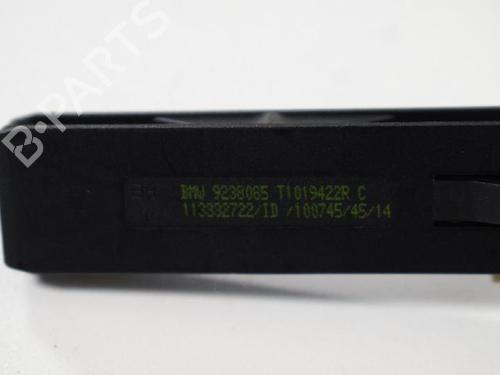 B-PARTS
BMW 9238065 T1019422R C
113332722/ID /100745/45/14